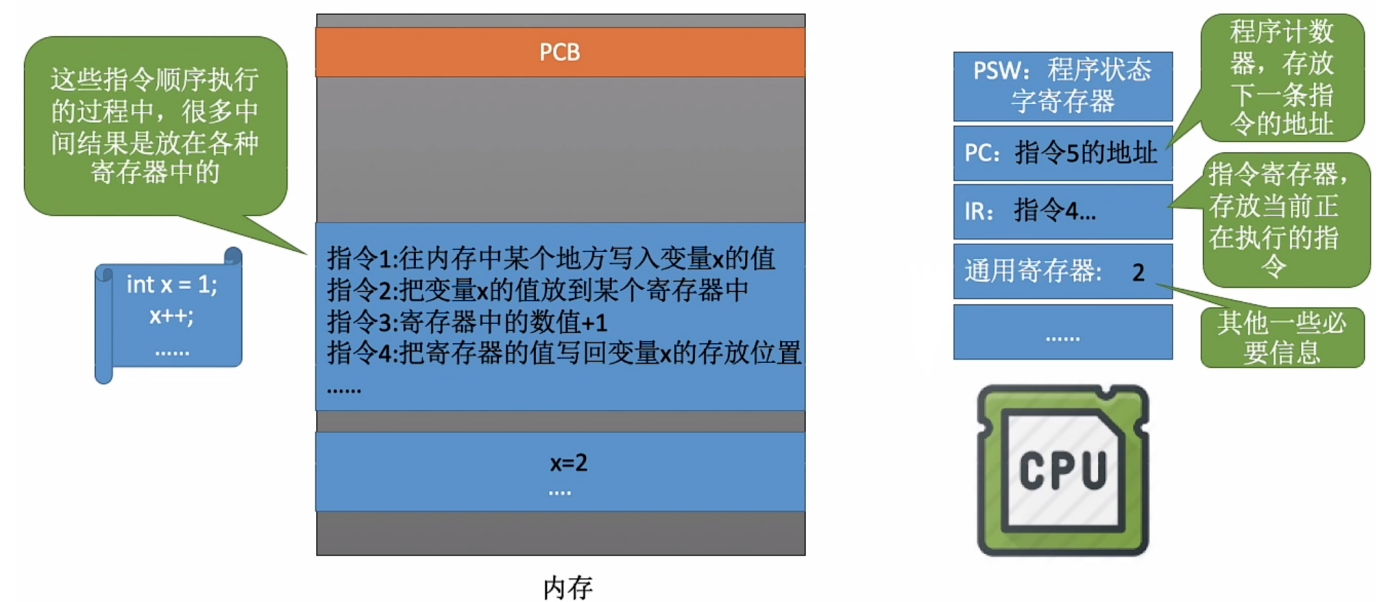 这些指令顺序执行
的过程中，很多中
间结果是放在各种
寄存器中的
int x = 1;
x++;
......
PCB
指令1:往内存中某个地方写入变量x的值
指令2:把变量x的值放到某个寄存器中
指令3:寄存器中的数值+1
指令4:把寄存器的值写回变量x的存放位置
......
x=2
....
内存
PSW：程序状态
字寄存器
PC：指令5的地址
IR： 指令4...
通用寄存器: 2
......
程序计数
器，存放
下一条指
令的地址
指令寄存器，
存放当前正
在执行的指
令
其他一些必
要信息
CPU